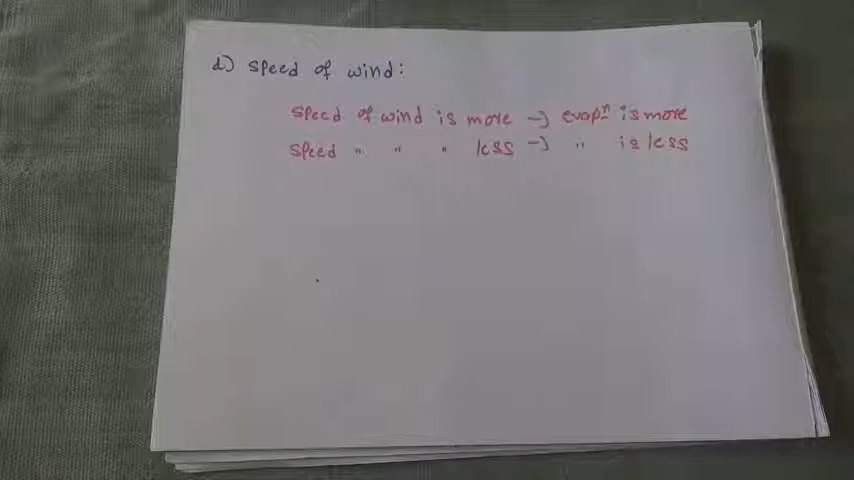 d) Speed of wind:
Speed of wind is more → evapⁿ is more
Speed " " " less → " is less